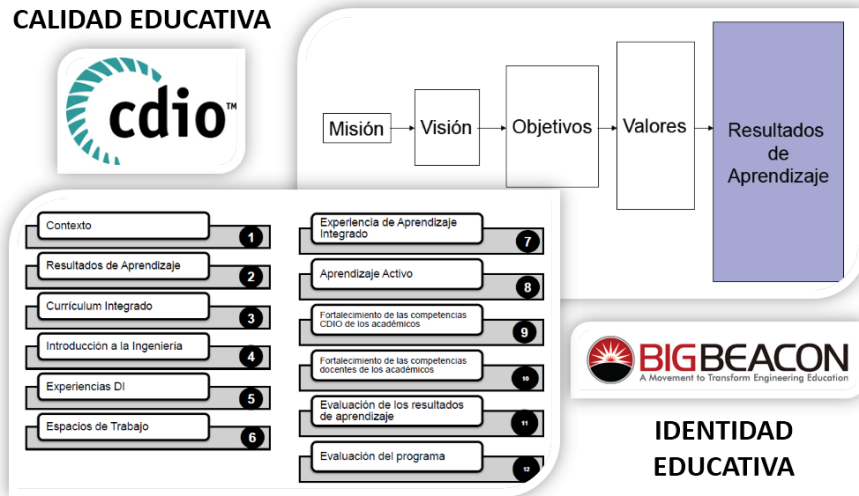 CALIDAD EDUCATIVA
cdio™
Misión
Visión
Objetivos
Valores
Resultados
de
Aprendizaje
Contexto
1
Resultados de Aprendizaje
2
Currículum Integrado
3
Introducción a la Ingeniería
4
Experiencias DI
5
Espacios de Trabajo
6
Experiencia de Aprendizaje
Integrado
7
Aprendizaje Activo
8
Fortalecimiento de las competencias
CDIO de los académicos
9
Fortalecimiento de las competencias
docentes de los académicos
10
Evaluación de los resultados
de aprendizaje
11
Evaluación del programa
12
BIGBEACON
A Movement to Transform Engineering Education
IDENTIDAD
EDUCATIVA